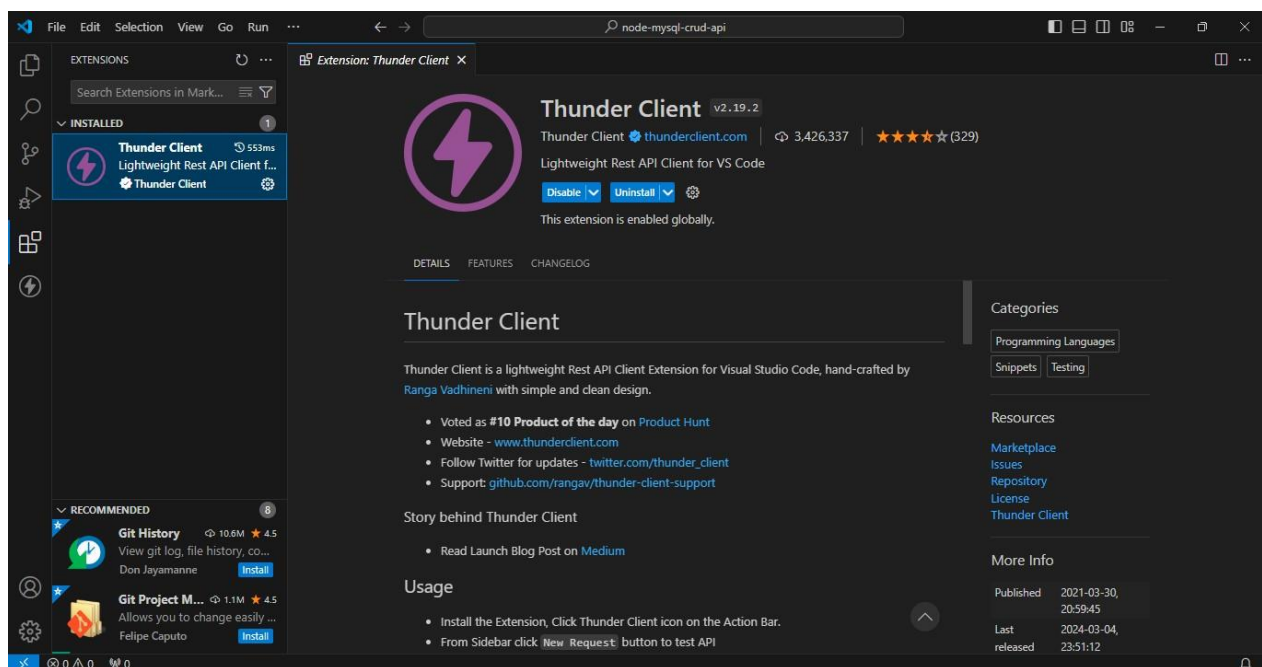 File Edit Selection View Go Run ···
node-mysql-crud-api
EXTENSIONS
Search Extensions in Mark...
INSTALLED 1
Thunder Client 553ms
Lightweight Rest API Client f...
Thunder Client
RECOMMENDED 8
Git History 10.6M ★ 4.5
View git log, file history, co...
Don Jayamanne Install
Git Project M... 1.1M ★ 4.5
Allows you to change easily ...
Felipe Caputo Install
Extension: Thunder Client
Thunder Client v2.19.2
Thunder Client thunderclient.com | 3,426,337 | (329)
Lightweight Rest API Client for VS Code
Disable Uninstall
This extension is enabled globally.
DETAILS FEATURES CHANGELOG
Thunder Client
Thunder Client is a lightweight Rest API Client Extension for Visual Studio Code, hand-crafted by
Ranga Vadhineni with simple and clean design.
• Voted as #10 Product of the day on Product Hunt
• Website - www.thunderclient.com
• Follow Twitter for updates - twitter.com/thunder_client
• Support: github.com/rangav/thunder-client-support
Story behind Thunder Client
• Read Launch Blog Post on Medium
Usage
• Install the Extension, Click Thunder Client icon on the Action Bar.
• From Sidebar click New Request button to test API
Categories
Programming Languages
Snippets Testing
Resources
Marketplace
Issues
Repository
License
Thunder Client
More Info
Published 2021-03-30,
20:59:45
Last 2024-03-04,
released 23:51:12
0 0 0